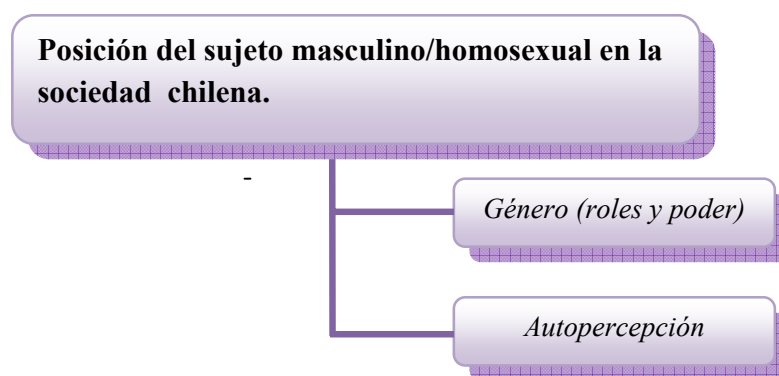 Posición del sujeto masculino/homosexual en la
sociedad chilena.
-
Género (roles y poder)
Autopercepción